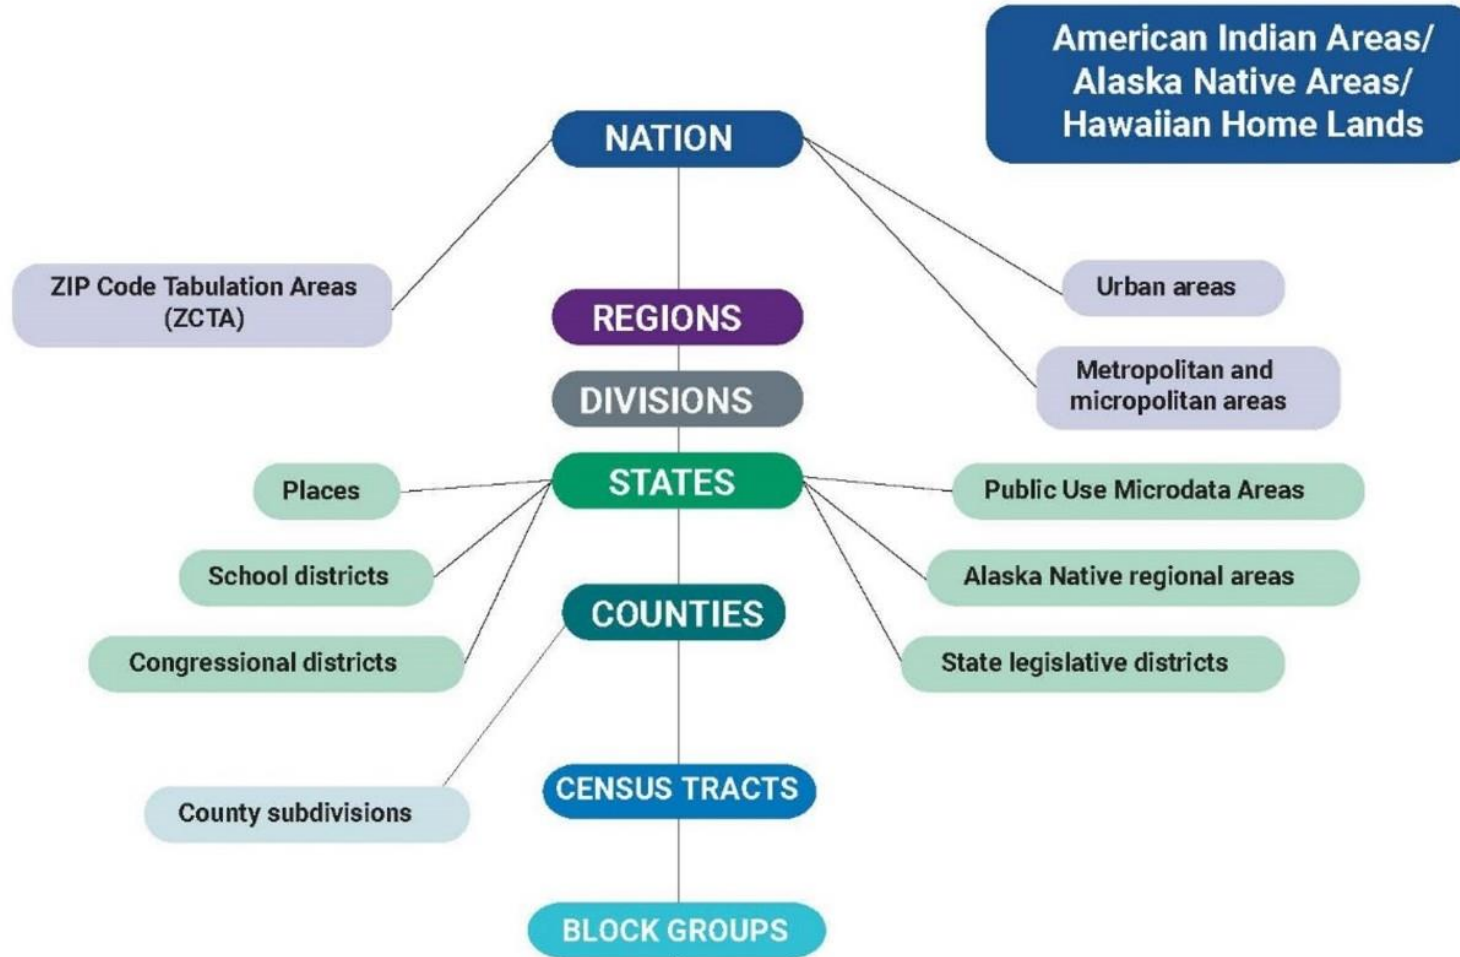 American Indian Areas/
Alaska Native Areas/
Hawaiian Home Lands
NATION
ZIP Code Tabulation Areas
(ZCTA)
Urban areas
REGIONS
Metropolitan and
micropolitan areas
DIVISIONS
STATES
Places
Public Use Microdata Areas
School districts
Alaska Native regional areas
COUNTIES
Congressional districts
State legislative districts
CENSUS TRACTS
County subdivisions
BLOCK GROUPS